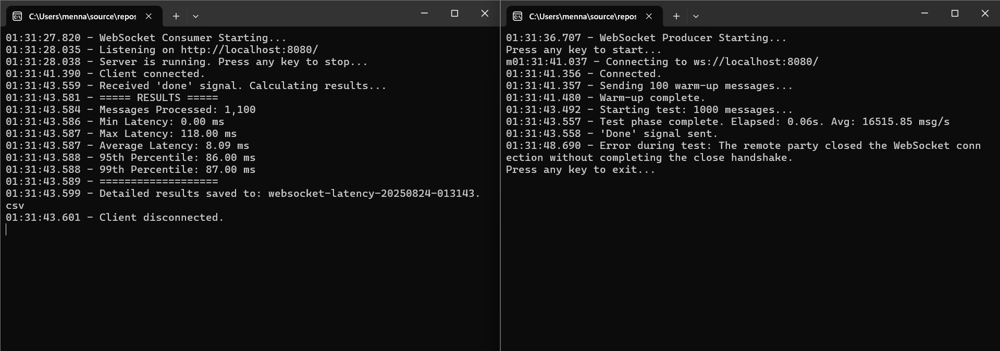 C:\Users\menna\source\repos
01:31:27.820 - WebSocket Consumer Starting...
01:31:28.035 - Listening on http://localhost:8080/
01:31:28.038 - Server is running. Press any key to stop...
01:31:41.390 - Client connected.
01:31:43.559 - Received 'done' signal. Calculating results...
01:31:43.581 - ===== RESULTS =====
01:31:43.584 - Messages Processed: 1,100
01:31:43.586 - Min Latency: 0.00 ms
01:31:43.587 - Max Latency: 118.00 ms
01:31:43.587 - Average Latency: 8.09 ms
01:31:43.588 - 95th Percentile: 86.00 ms
01:31:43.588 - 99th Percentile: 87.00 ms
01:31:43.589 - ===================
01:31:43.599 - Detailed results saved to: websocket-latency-20250824-013143.
csv
01:31:43.601 - Client disconnected.
C:\Users\menna\source\repos
01:31:36.707 - WebSocket Producer Starting...
Press any key to start...
m01:31:41.037 - Connecting to ws://localhost:8080/
01:31:41.356 - Connected.
01:31:41.357 - Sending 100 warm-up messages...
01:31:41.480 - Warm-up complete.
01:31:43.492 - Starting test: 1000 messages...
01:31:43.557 - Test phase complete. Elapsed: 0.06s. Avg: 16515.85 msg/s
01:31:43.558 - 'Done' signal sent.
01:31:48.690 - Error during test: The remote party closed the WebSocket conn
ection without completing the close handshake.
Press any key to exit...